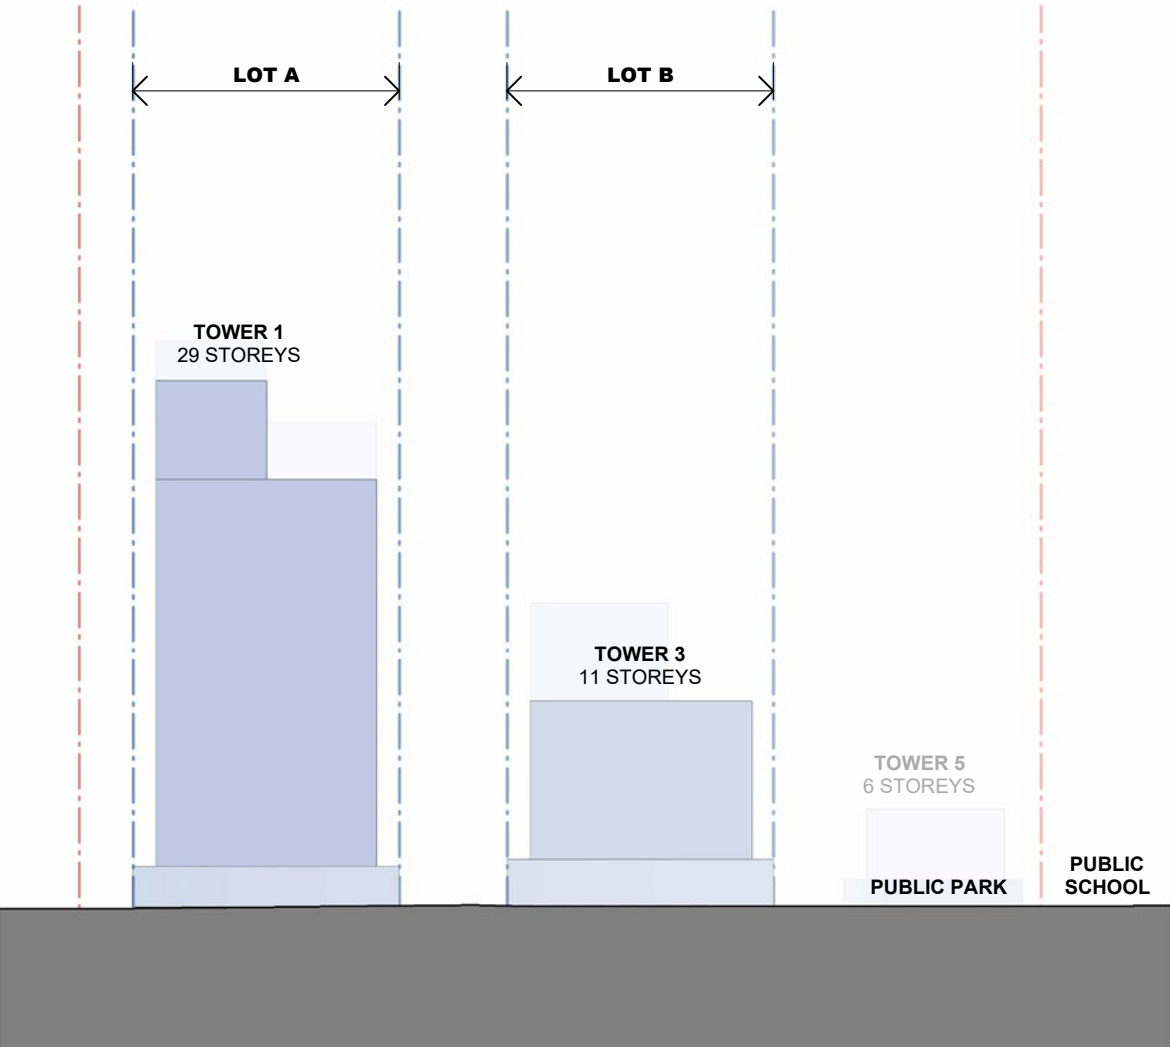 LOT A
LOT B
TOWER 1
29 STOREYS
TOWER 3
11 STOREYS
TOWER 5
6 STOREYS
PUBLIC PARK
PUBLIC
SCHOOL